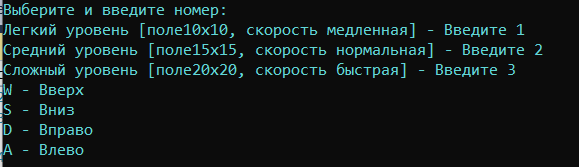 Выберите и введите номер:
Легкий уровень [поле10x10, скорость медленная] - Введите 1
Средний уровень [поле15x15, скорость нормальная] - Введите 2
Сложный уровень [поле20x20, скорость быстрая] - Введите 3
W - Вверх
S - Вниз
D - Вправо
A - Влево